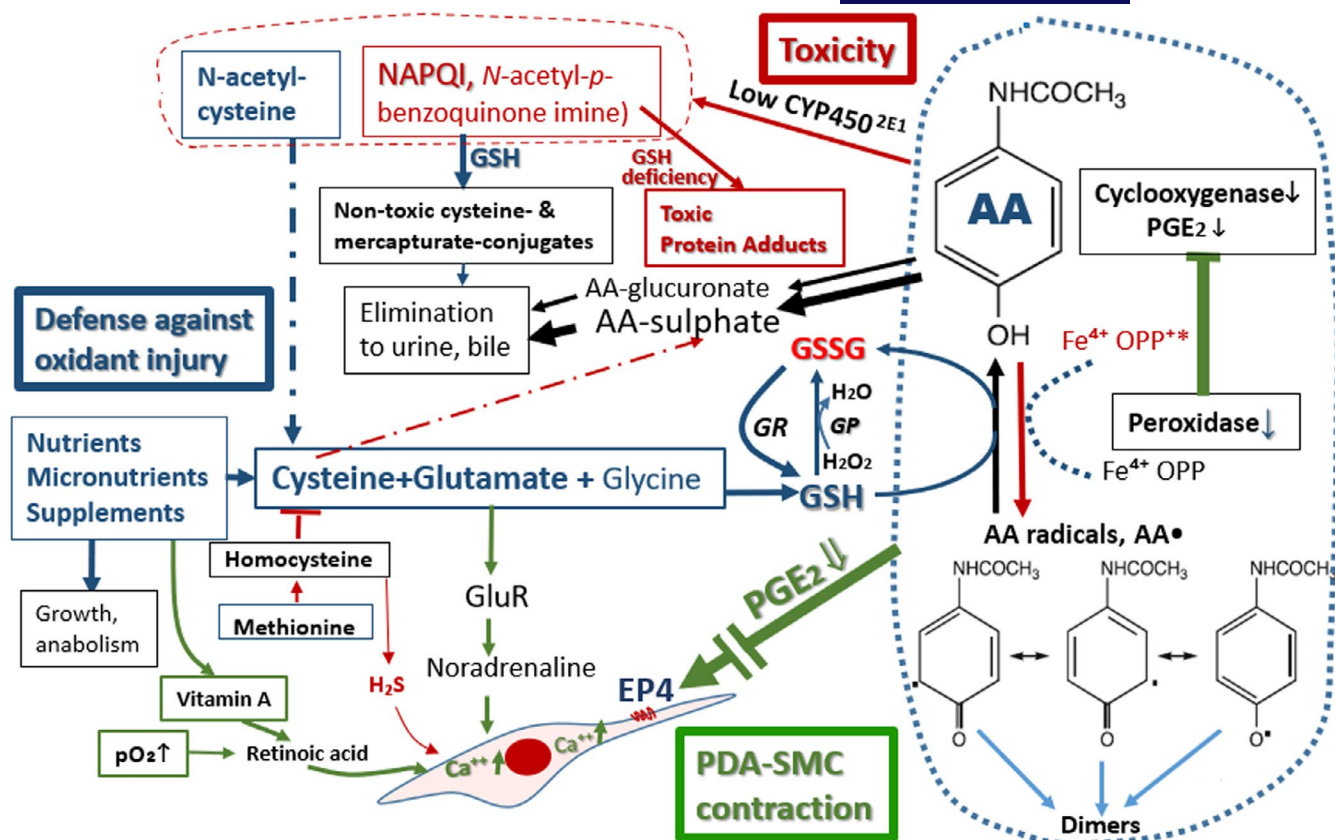 Toxicity
N-acetyl-
cysteine
NAPQI, N-acetyl-p-
benzoquinone imine)
Low CYP450 2E1
NHCOCH₃
AA
OH
Cyclooxygenase↓
PGE₂ ↓
GSH
GSH
deficiency
Non-toxic cysteine- &
mercapturate-conjugates
Toxic
Protein Adducts
Defense against
oxidant injury
Elimination
to urine, bile
AA-glucuronate
AA-sulphate
Fe⁴⁺ OPP⁺*
Peroxidase↓
Fe⁴⁺ OPP
GSSG
GR
H₂O
GP
H₂O₂
GSH
Nutrients
Micronutrients
Supplements
Cysteine+Glutamate + Glycine
AA radicals, AA•
Homocysteine
Methionine
Growth,
anabolism
GluR
Noradrenaline
PGE₂ ⇓
NHCOCH₃
NHCOCH₃
NHCOCH₃
O
O
O•
Vitamin A
H₂S
EP4
pO₂↑
Retinoic acid
Ca⁺⁺
Ca⁺⁺
PDA-SMC
contraction
Dimers